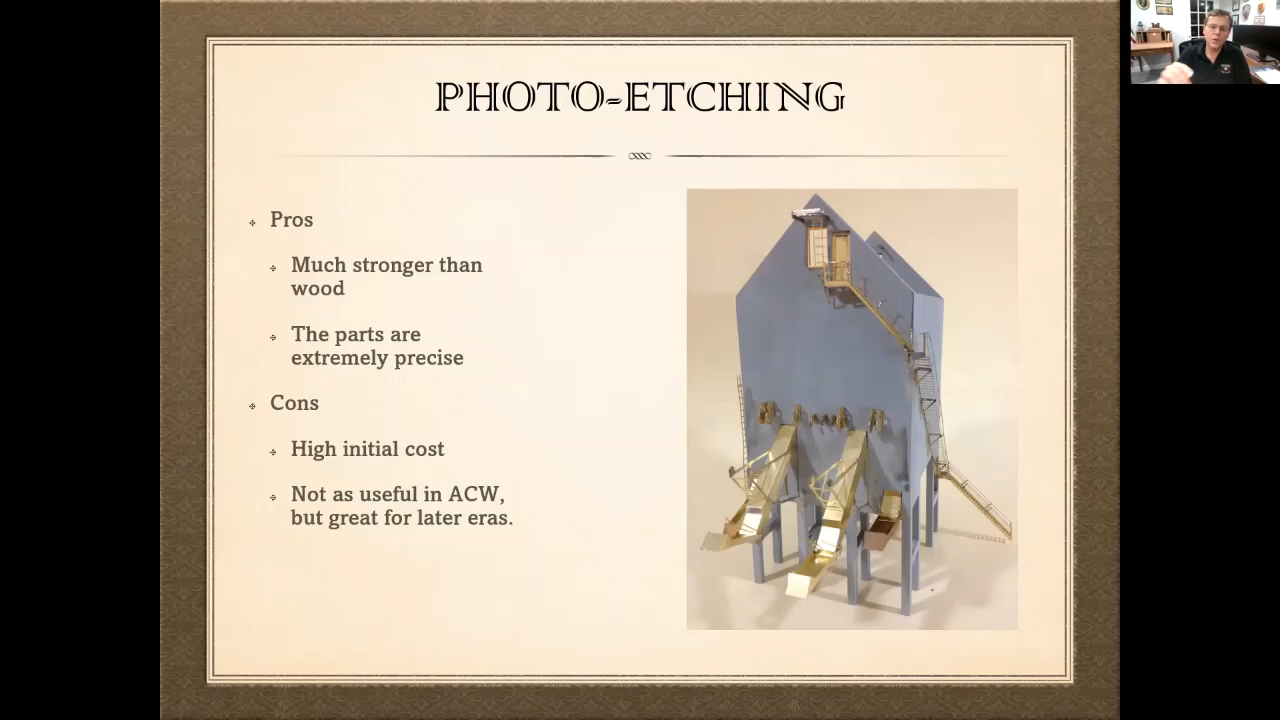 PHOTO-ETCHING
Pros
Much stronger than
wood
The parts are
extremely precise
Cons
High initial cost
Not as useful in ACW,
but great for later eras.